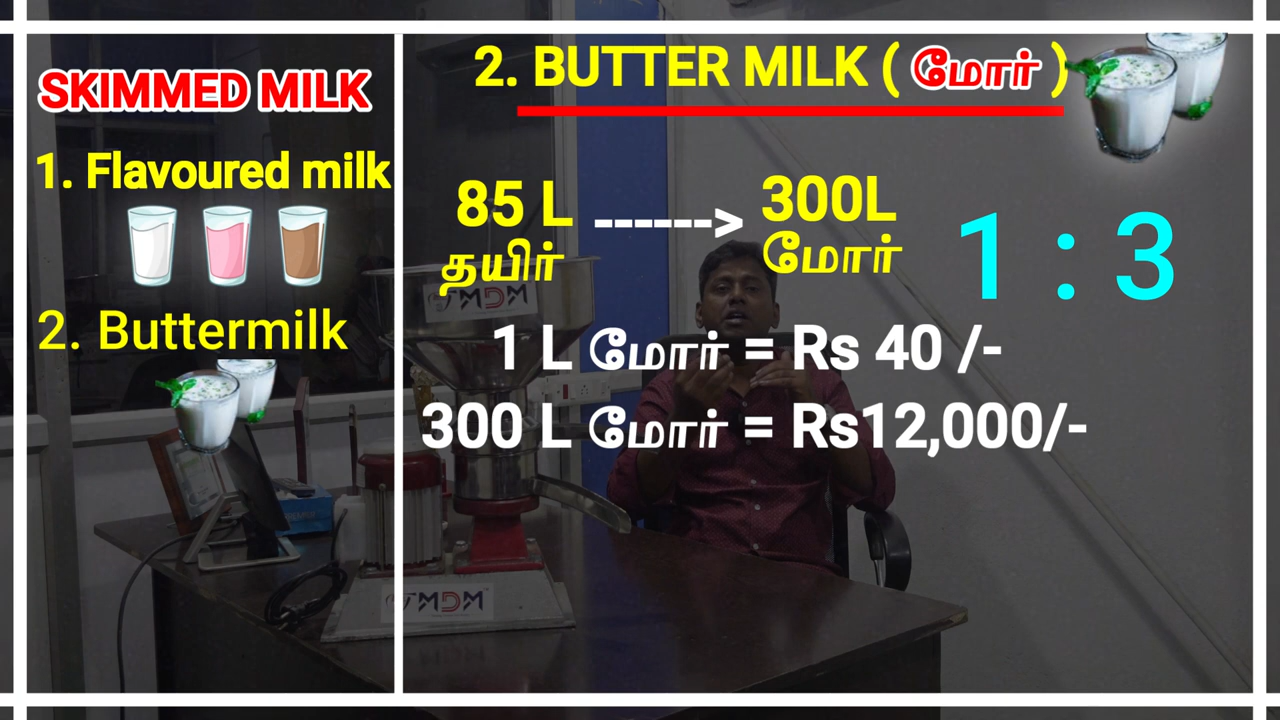 SKIMMED MILK
1. Flavoured milk
2. Buttermilk
2. BUTTER MILK ( மோர் )
85 L ------> 300L
தயிர் மோர்
1 : 3
1 L மோர் = Rs 40 /-
300 L மோர் = Rs12,000/-
MDM
MDM